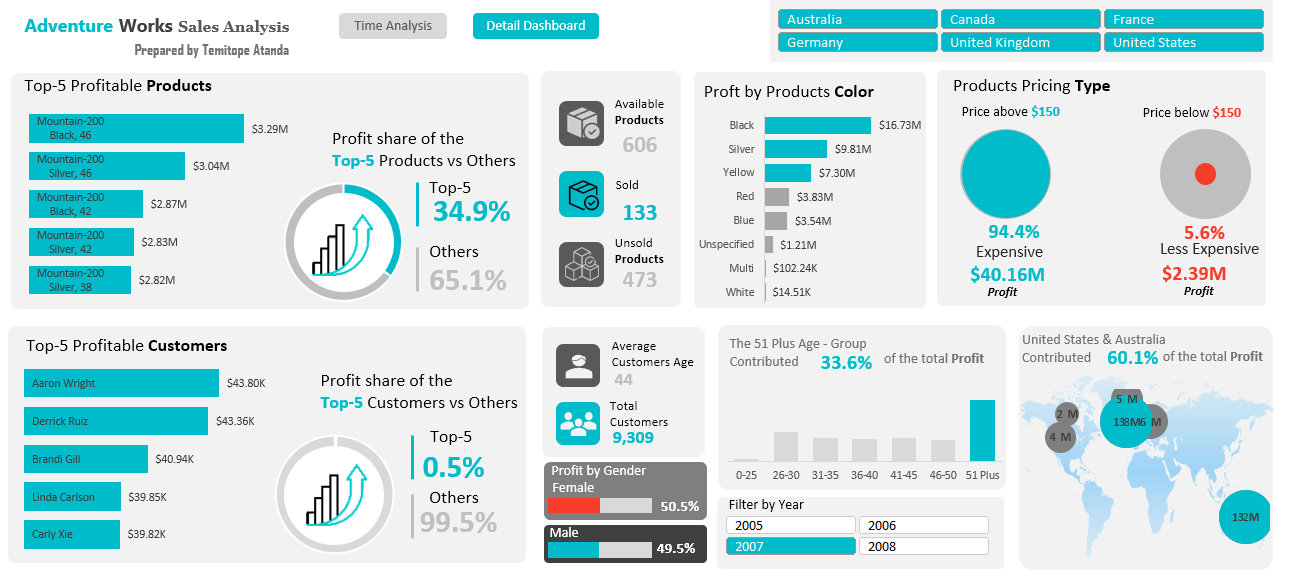 Adventure Works Sales Analysis
Prepared by Temitope Atanda
Time Analysis
Detail Dashboard
Australia
Canada
France
Germany
United Kingdom
United States
Top-5 Profitable Products
Mountain-200
Black, 46
$3.29M
Mountain-200
Silver, 46
$3.04M
Mountain-200
Black, 42
$2.87M
Mountain-200
Silver, 42
$2.83M
Mountain-200
Silver, 38
$2.82M
Profit share of the
Top-5 Products vs Others
Top-5
34.9%
Others
65.1%
Available
Products
606
Sold
133
Unsold
Products
473
Proft by Products Color
Black
$16.73M
Silver
$9.81M
Yellow
$7.30M
Red
$3.83M
Blue
$3.54M
Unspecified
$1.21M
Multi
$102.24K
White
$14.51K
Products Pricing Type
Price above $150
94.4%
Expensive
$40.16M
Profit
Price below $150
5.6%
Less Expensive
$2.39M
Profit
Top-5 Profitable Customers
Aaron Wright
$43.80K
Derrick Ruiz
$43.36K
Brandi Gill
$40.94K
Linda Carlson
$39.85K
Carly Xie
$39.82K
Profit share of the
Top-5 Customers vs Others
Top-5
0.5%
Others
99.5%
Average
Customers Age
44
Total
Customers
9,309
Profit by Gender
Female
50.5%
Male
49.5%
The 51 Plus Age - Group
Contributed 33.6% of the total Profit
0-25
26-30
31-35
36-40
41-45
46-50
51 Plus
Filter by Year
2005
2006
2007
2008
United States & Australia
Contributed 60.1% of the total Profit
5 M
2 M
138M
6 M
4 M
132M